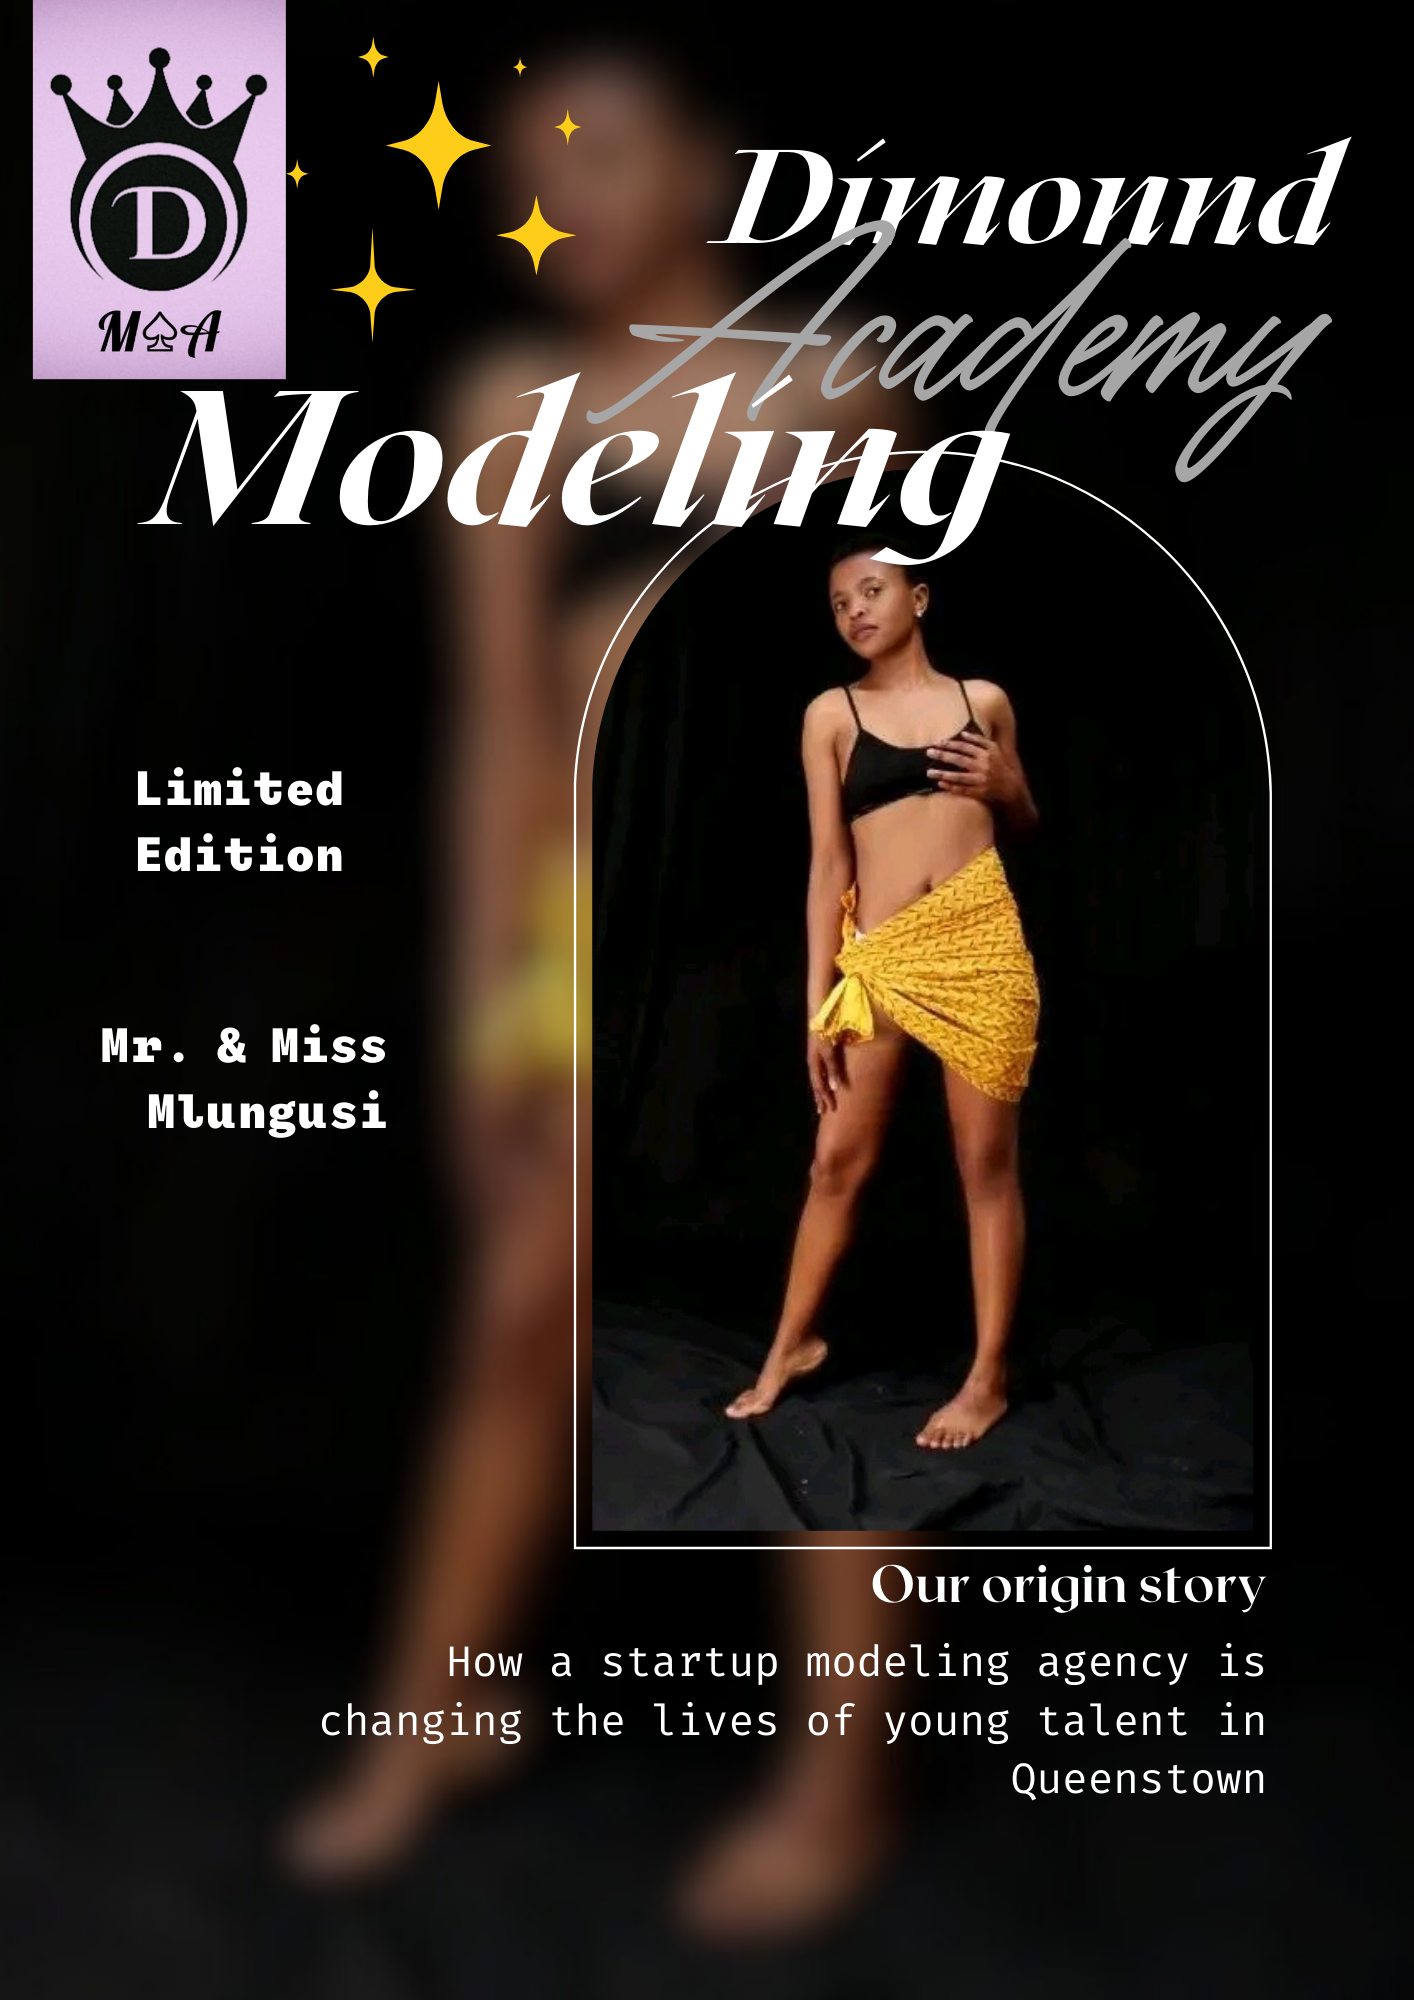 D
M♤A
Dimonnd
Academy
Modeling
Limited
Edition
Mr. & Miss
Mlungusi
Our origin story
How a startup modeling agency is
changing the lives of young talent in
Queenstown